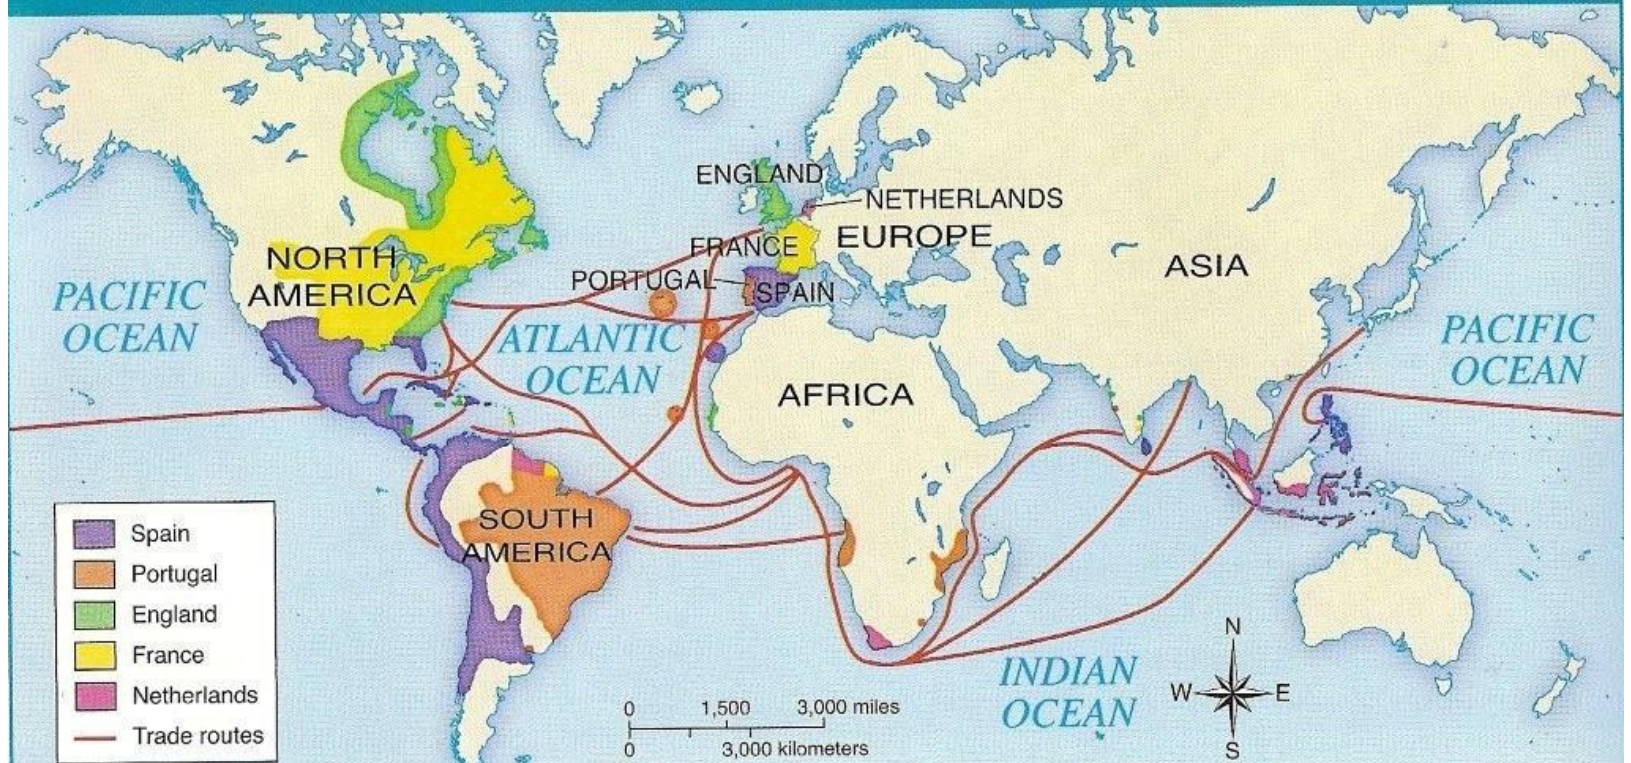 ENGLAND
NETHERLANDS
EUROPE
FRANCE
PORTUGAL
SPAIN
NORTH
AMERICA
ASIA
PACIFIC
OCEAN
ATLANTIC
OCEAN
PACIFIC
OCEAN
AFRICA
SOUTH
AMERICA
INDIAN
OCEAN
Spain
Portugal
England
France
Netherlands
Trade routes
0 1,500 3,000 miles
0 3,000 kilometers
N
W E
S